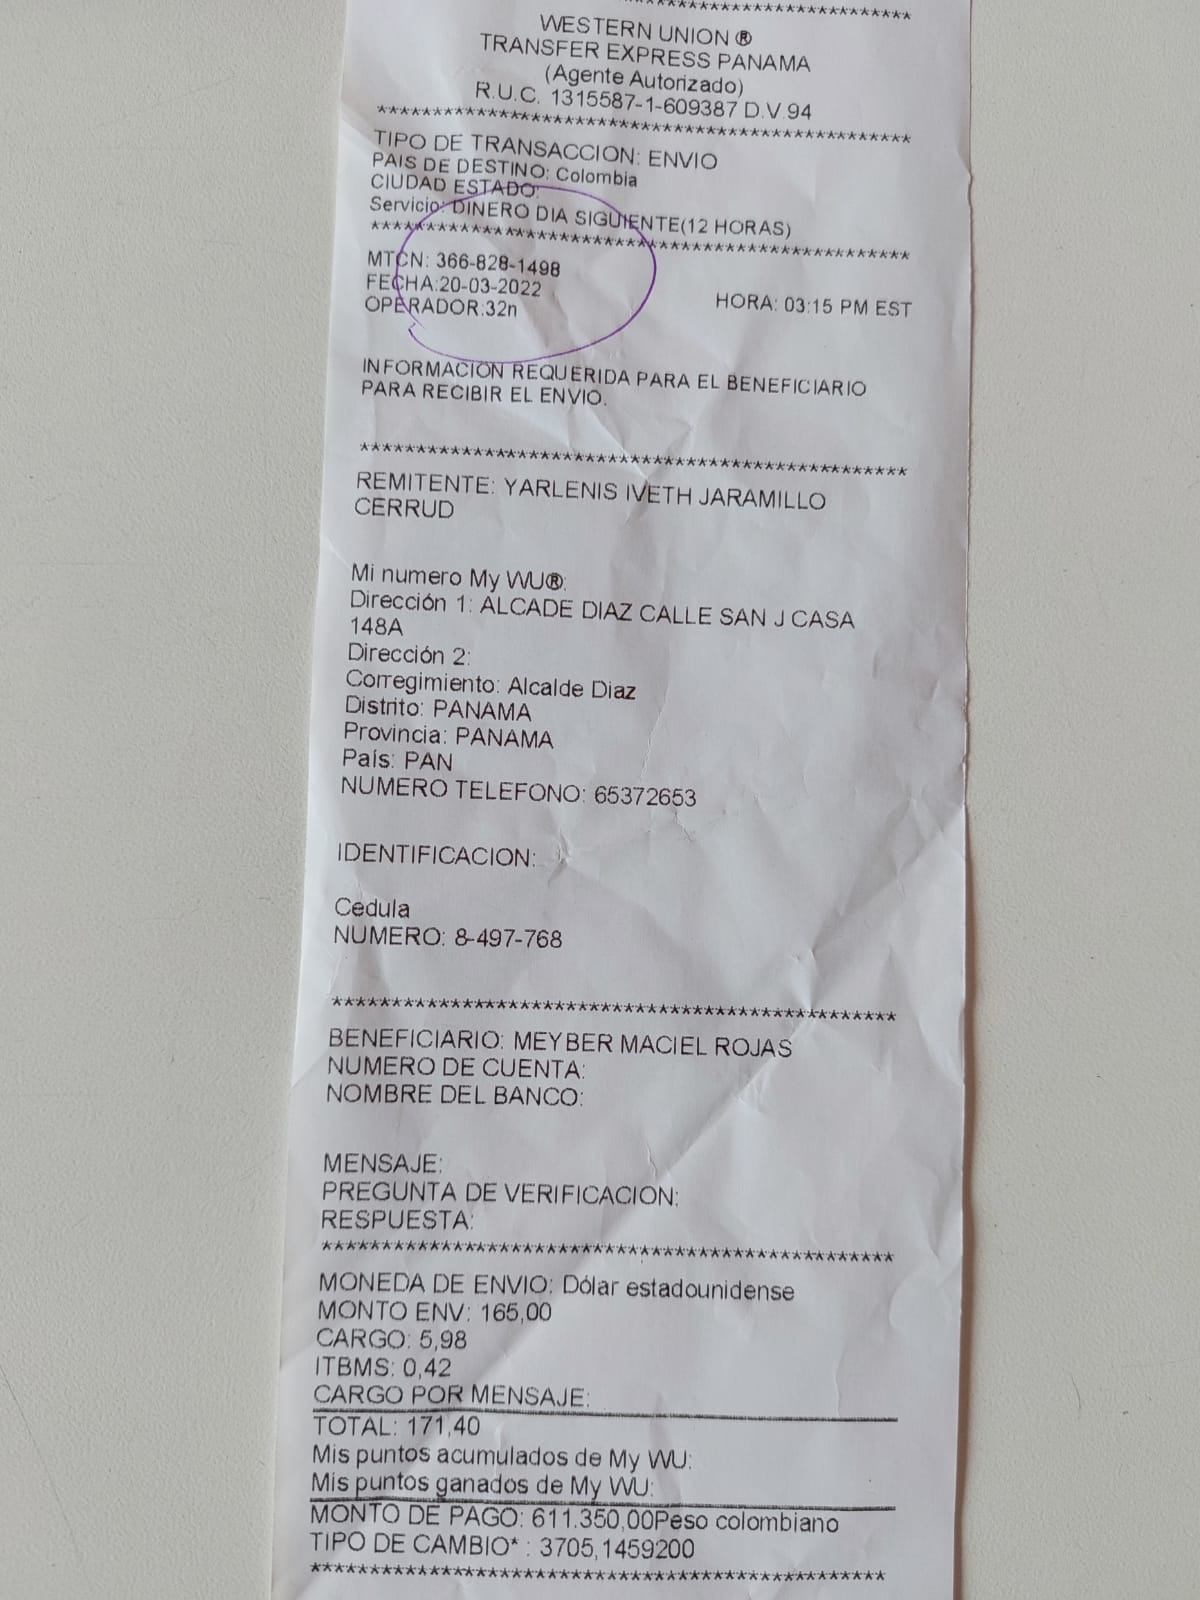 ****************************************
WESTERN UNION ®
TRANSFER EXPRESS PANAMA
(Agente Autorizado)
R.U.C. 1315587-1-609387 D.V.94
****************************************
TIPO DE TRANSACCION: ENVIO
PAIS DE DESTINO: Colombia
CIUDAD ESTADO:
Servicio: DINERO DIA SIGUIENTE(12 HORAS)
****************************************
MTCN: 366-828-1498
FECHA:20-03-2022 HORA: 03:15 PM EST
OPERADOR:32n
INFORMACION REQUERIDA PARA EL BENEFICIARIO
PARA RECIBIR EL ENVIO.
****************************************
REMITENTE: YARLENIS IVETH JARAMILLO
CERRUD
Mi numero My WU®:
Dirección 1: ALCADE DIAZ CALLE SAN J CASA
148A
Dirección 2:
Corregimiento: Alcalde Diaz
Distrito: PANAMA
Provincia: PANAMA
País: PAN
NUMERO TELEFONO: 65372653
IDENTIFICACION:
Cedula
NUMERO: 8-497-768
****************************************
BENEFICIARIO: MEYBER MACIEL ROJAS
NUMERO DE CUENTA:
NOMBRE DEL BANCO:
MENSAJE:
PREGUNTA DE VERIFICACION:
RESPUESTA:
****************************************
MONEDA DE ENVIO: Dólar estadounidense
MONTO ENV: 165,00
CARGO: 5,98
ITBMS: 0,42
CARGO POR MENSAJE:
TOTAL: 171,40
Mis puntos acumulados de My WU:
Mis puntos ganados de My WU:
MONTO DE PAGO: 611.350,00Peso colombiano
TIPO DE CAMBIO* : 3705,1459200
****************************************